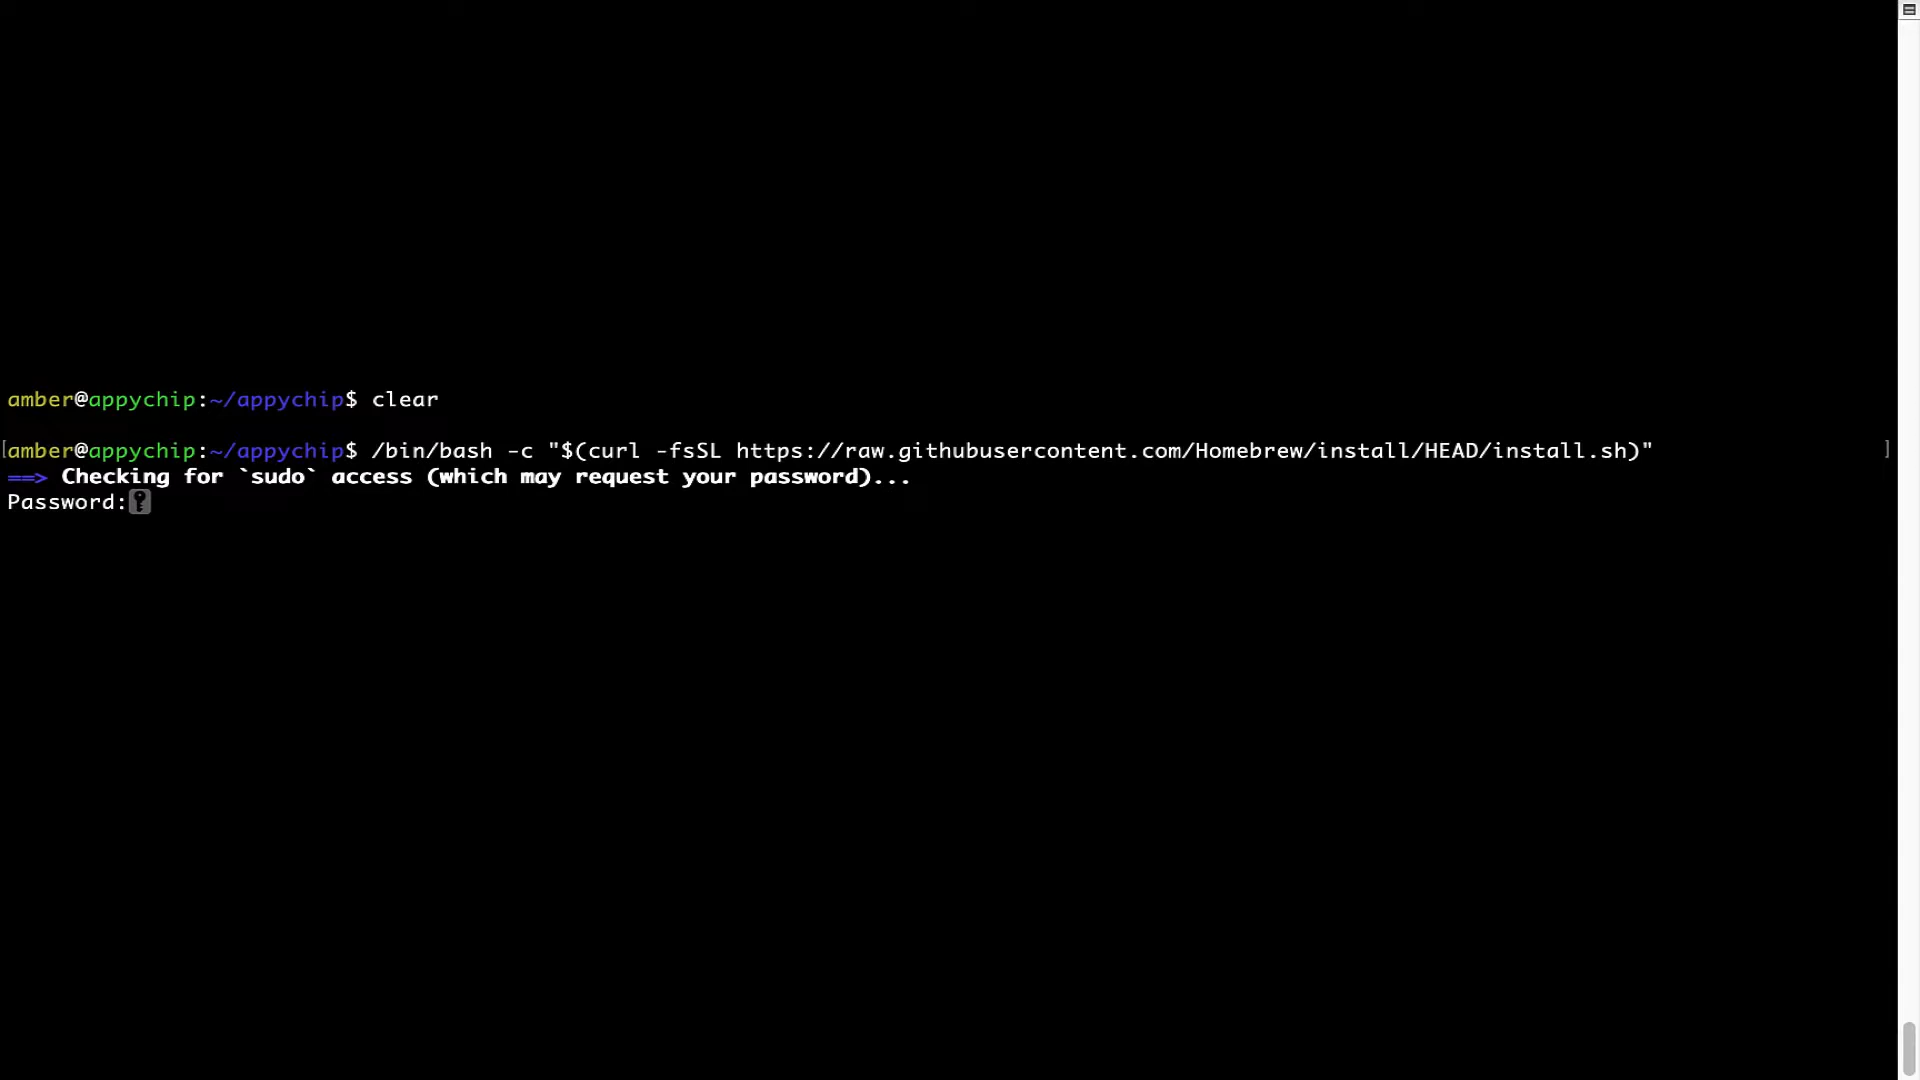 amber@appychip:~/appychip$ clear
[amber@appychip:~/appychip$ /bin/bash -c "$(curl -fsSL https://raw.githubusercontent.com/Homebrew/install/HEAD/install.sh)" ]
==> Checking for `sudo` access (which may request your password)...
Password: